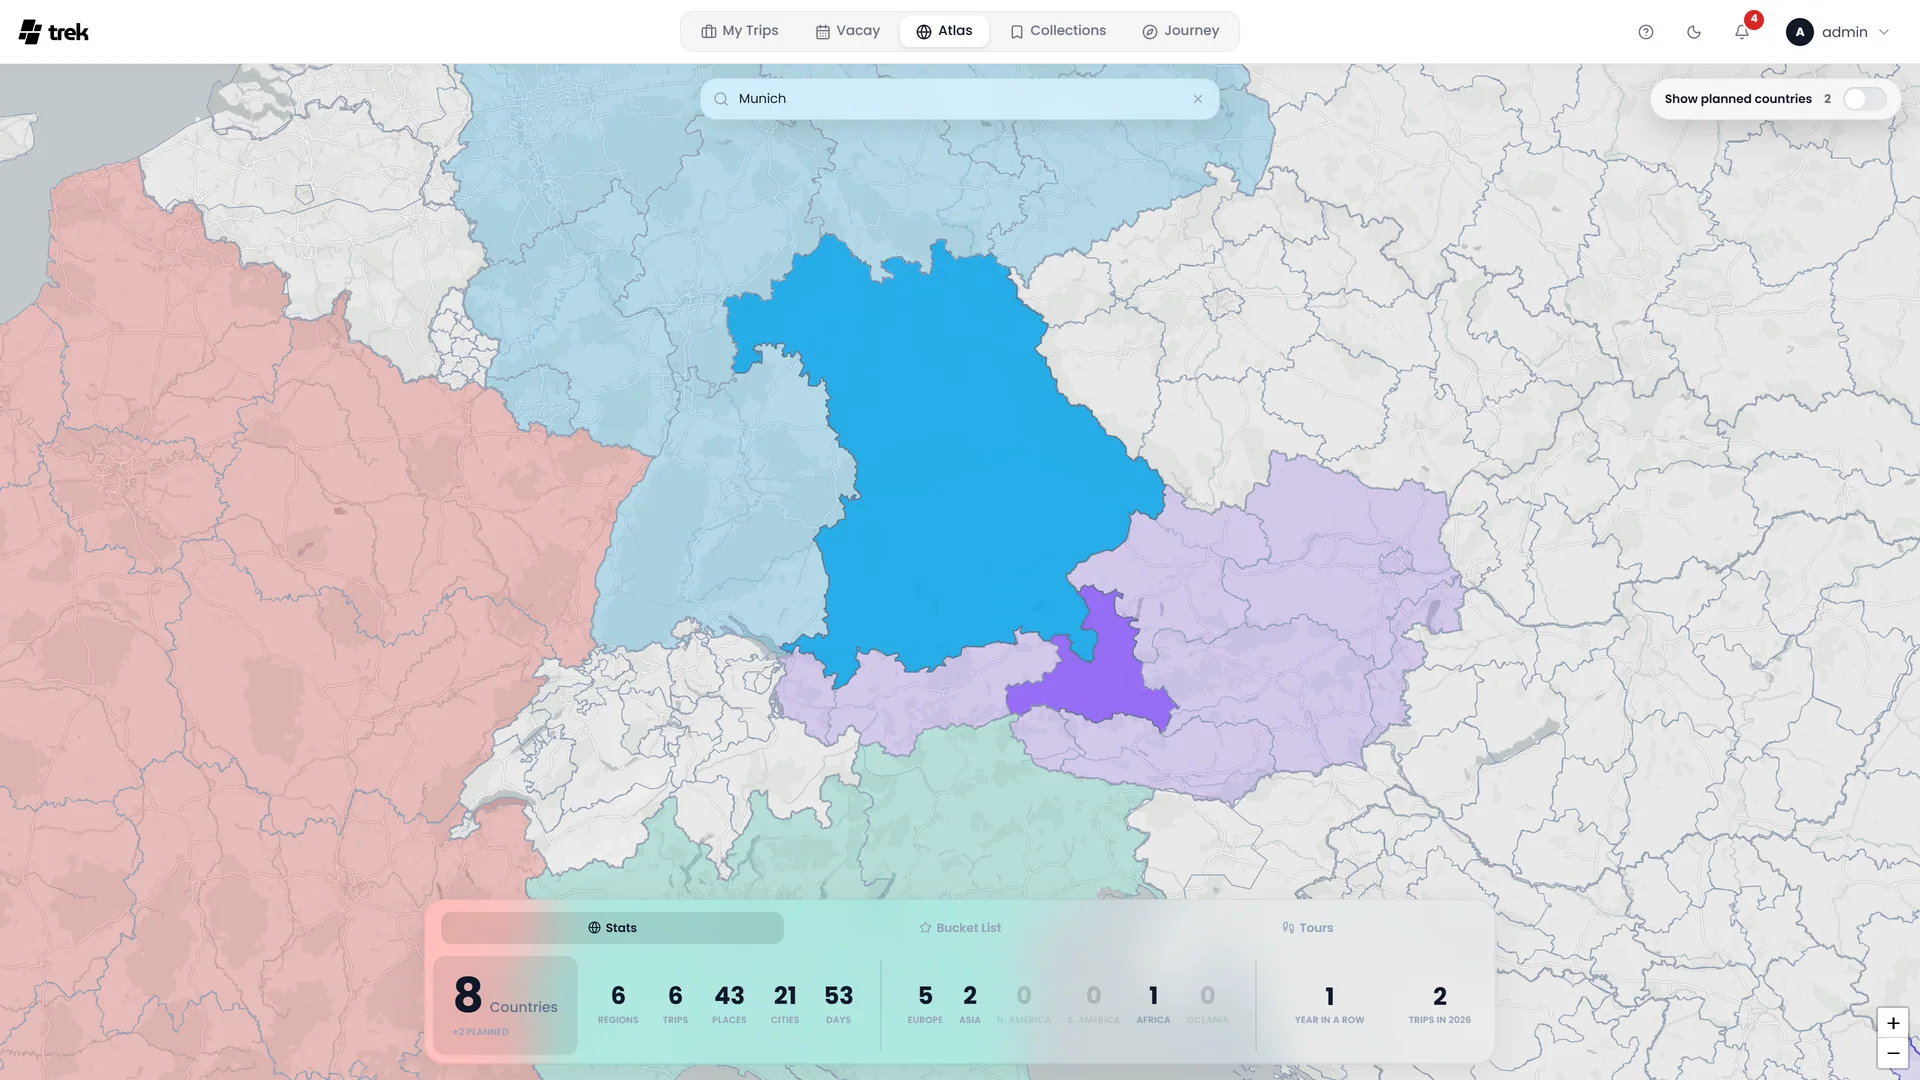 trek
My Trips
Vacay
Atlas
Collections
Journey
4
A
admin
Munich
Show planned countries 2
Stats
Bucket List
Tours
8 Countries
+2 PLANNED
6
REGIONS
6
TRIPS
43
PLACES
21
CITIES
53
DAYS
5
EUROPE
2
ASIA
0
N. AMERICA
0
S. AMERICA
1
AFRICA
0
OCEANIA
1
YEAR IN A ROW
2
TRIPS IN 2026
+
−